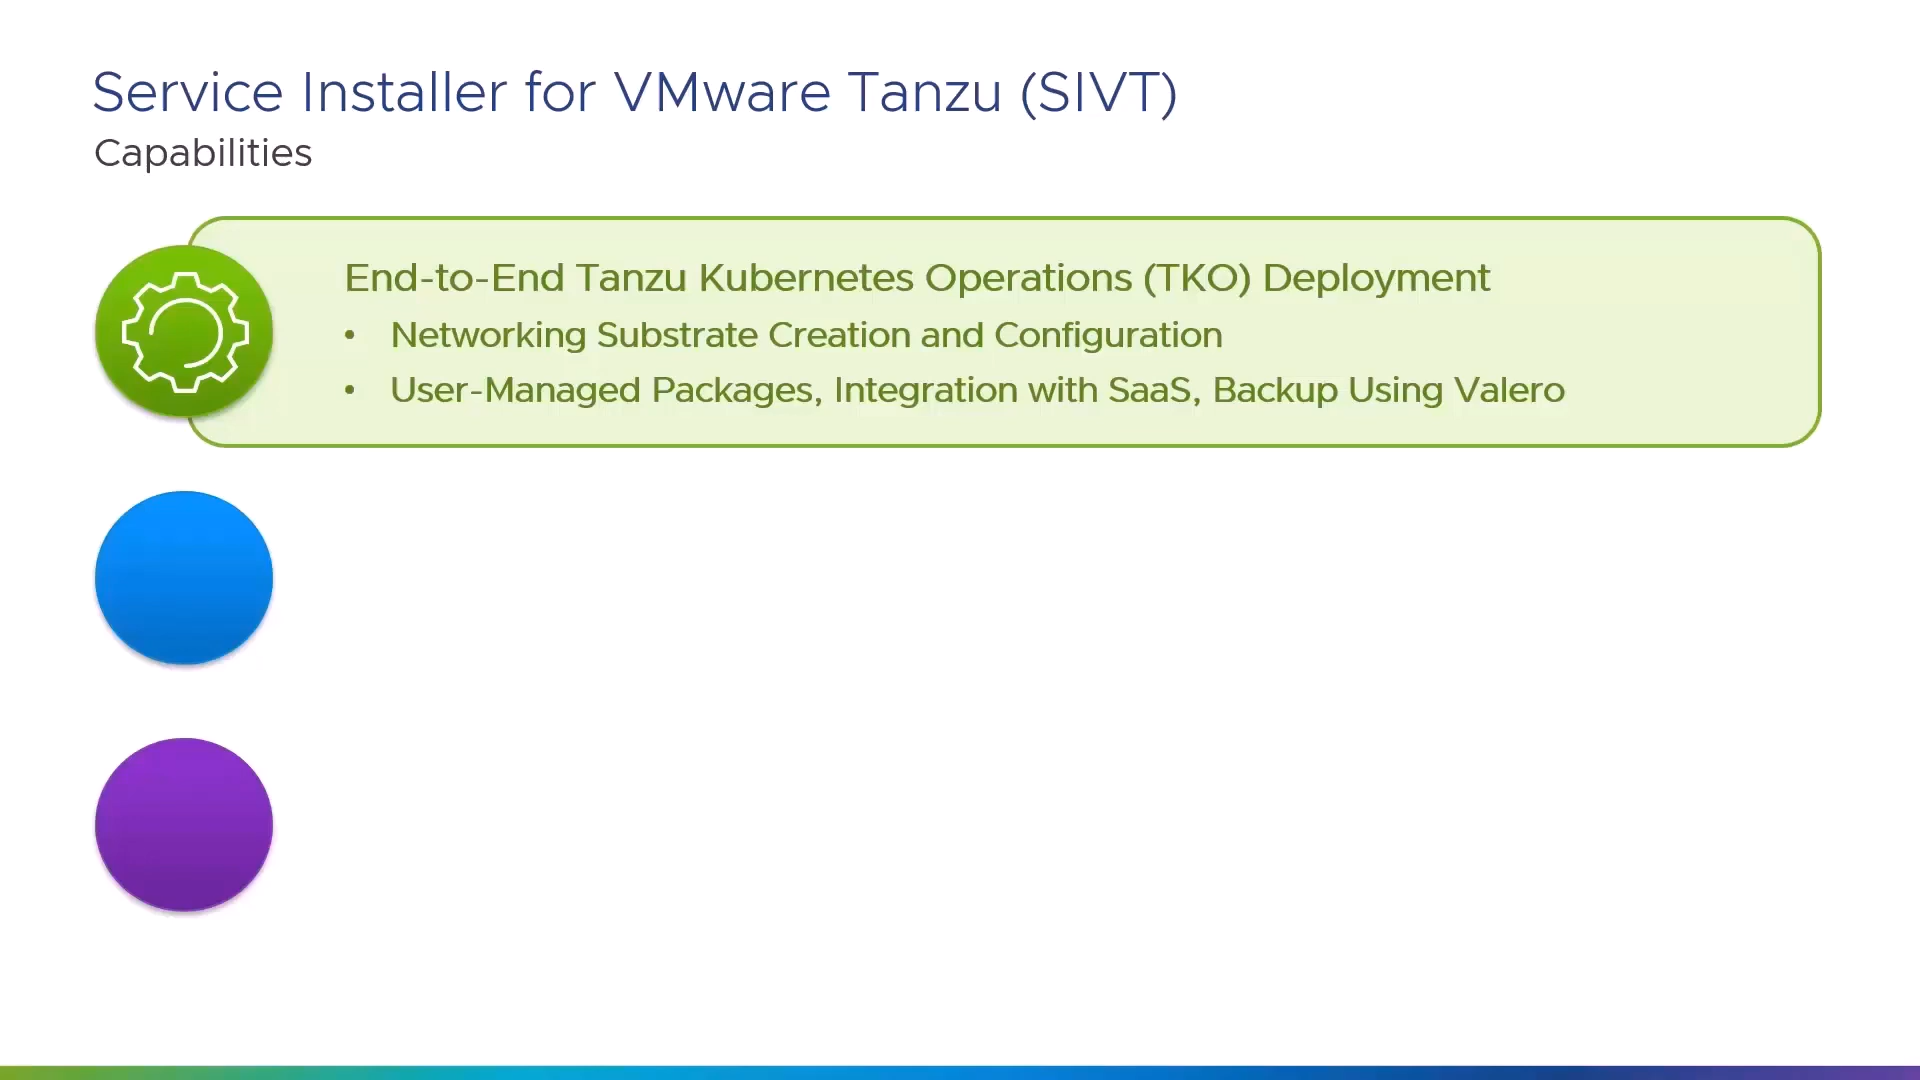 Service Installer for VMware Tanzu (SIVT)
Capabilities
End-to-End Tanzu Kubernetes Operations (TKO) Deployment
• Networking Substrate Creation and Configuration
• User-Managed Packages, Integration with SaaS, Backup Using Valero